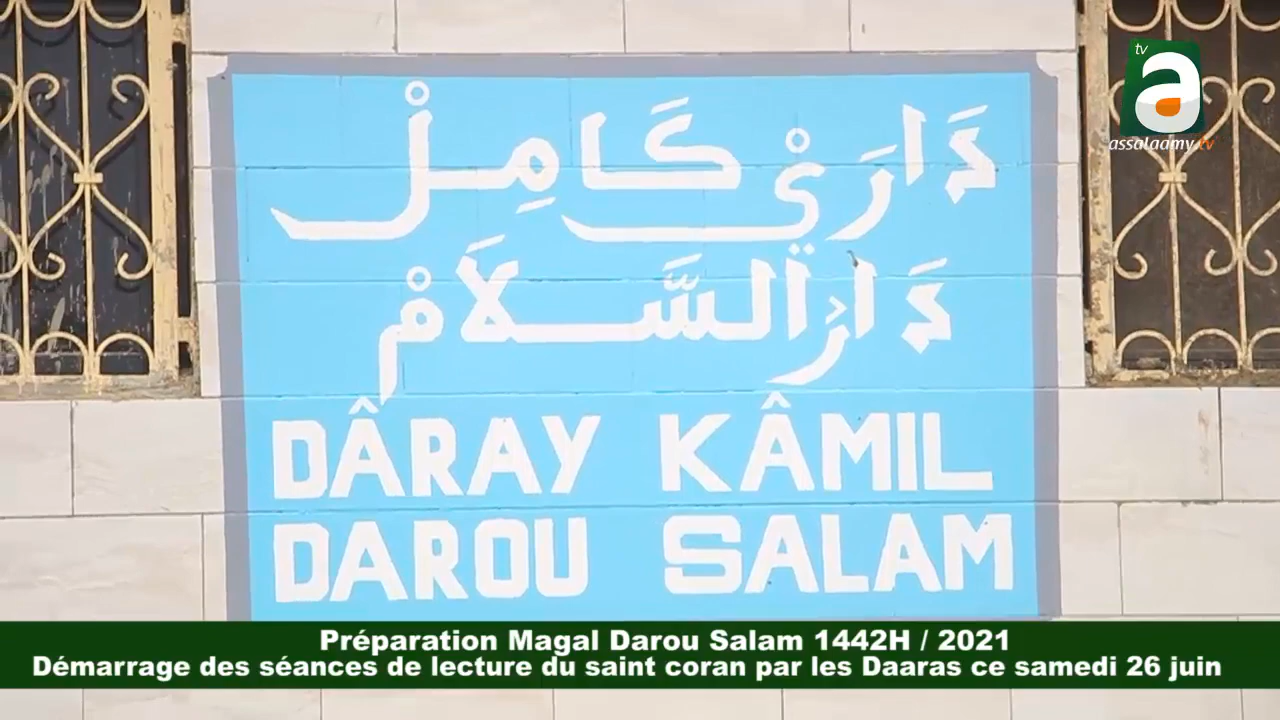 tv
a
assalaamy.tv
دَارَيْ كَامِلْ
دَارُ السَّلَامْ
DÂRAY KÂMIL
DAROU SALAM
Préparation Magal Darou Salam 1442H / 2021
Démarrage des séances de lecture du saint coran par les Daaras ce samedi 26 juin